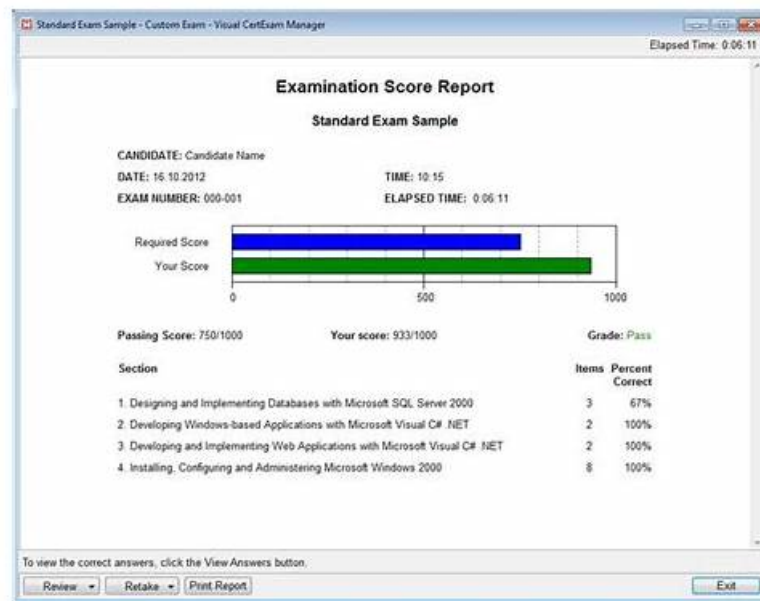 Standard Exam Sample - Custom Exam - Visual CertExam Manager
Elapsed Time: 0:06:11
Examination Score Report
Standard Exam Sample
CANDIDATE: Candidate Name
DATE: 16.10.2012 TIME: 10:15
EXAM NUMBER: 000-001 ELAPSED TIME: 0:06:11
Required Score
Your Score
0 500 1000
Passing Score: 750/1000 Your score: 933/1000 Grade: Pass
Section Items Percent Correct
1. Designing and Implementing Databases with Microsoft SQL Server 2000 3 67%
2. Developing Windows-based Applications with Microsoft Visual C# .NET 2 100%
3. Developing and Implementing Web Applications with Microsoft Visual C# .NET 2 100%
4. Installing, Configuring and Administering Microsoft Windows 2000 8 100%
To view the correct answers, click the View Answers button.
Review Retake Print Report Exit